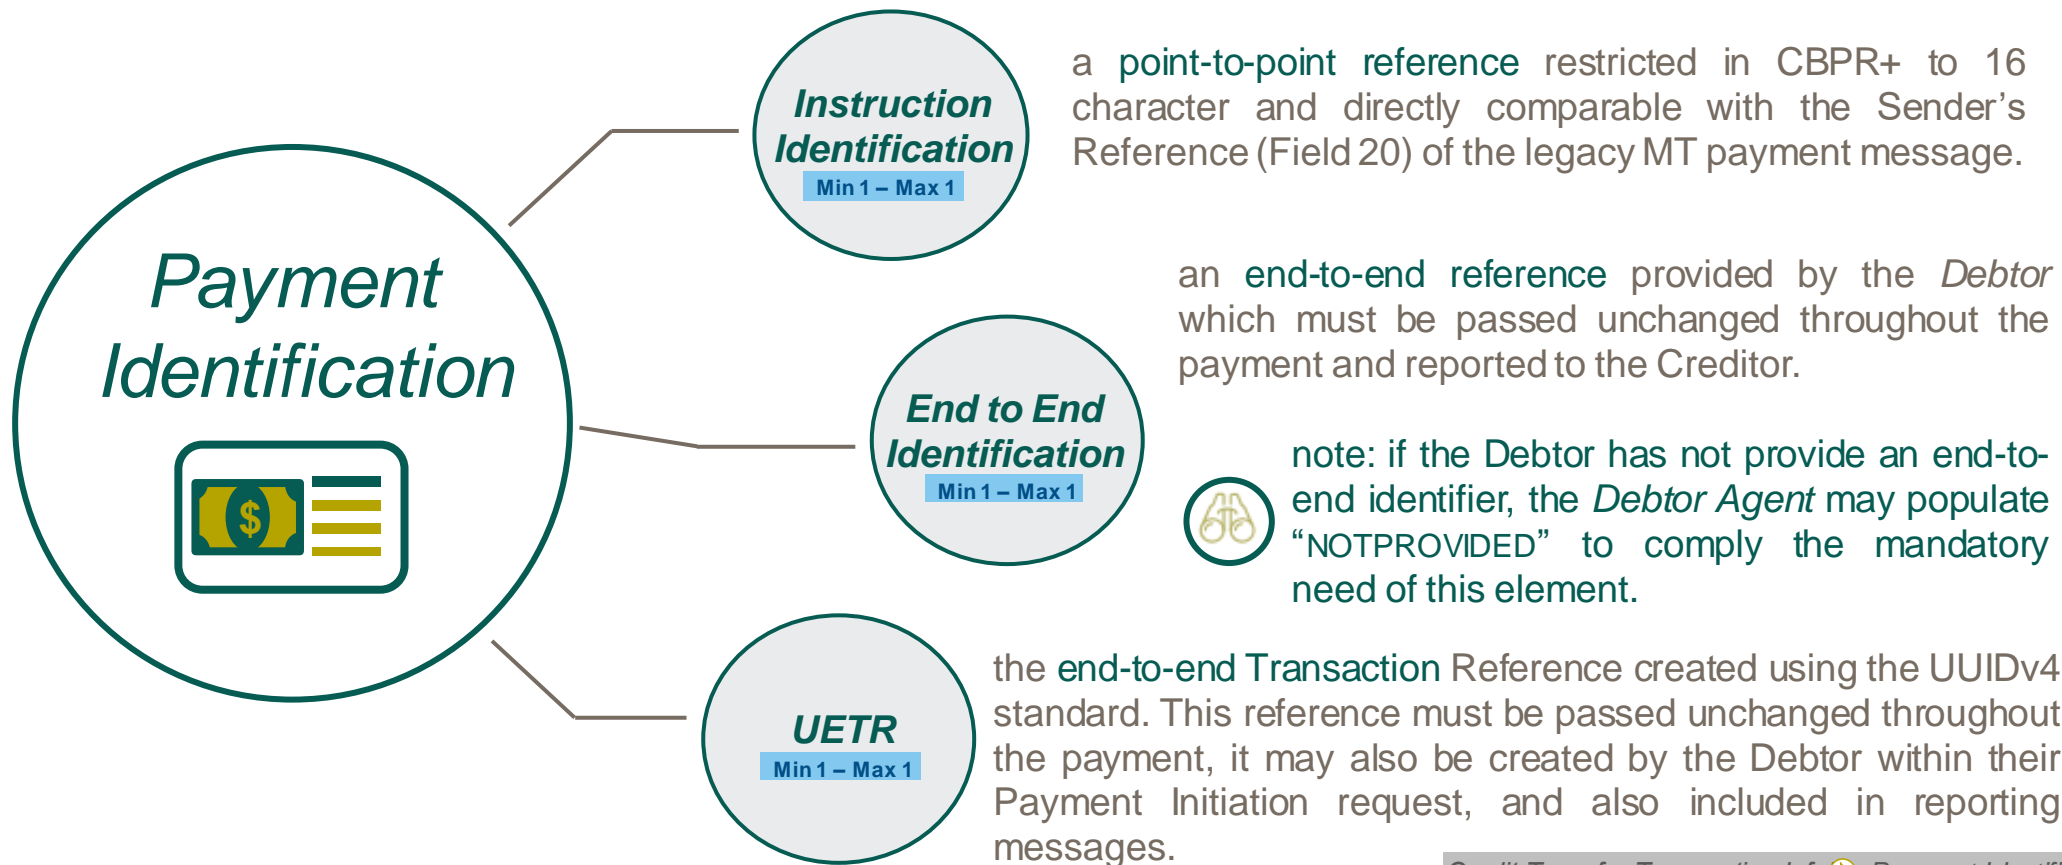 Payment
Identification
$
Instruction
Identification
Min 1 – Max 1
a point-to-point reference restricted in CBPR+ to 16
character and directly comparable with the Sender's
Reference (Field 20) of the legacy MT payment message.
End to End
Identification
Min 1 – Max 1
an end-to-end reference provided by the Debtor
which must be passed unchanged throughout the
payment and reported to the Creditor.
note: if the Debtor has not provide an end-to-
end identifier, the Debtor Agent may populate
“NOTPROVIDED” to comply the mandatory
need of this element.
UETR
Min 1 – Max 1
the end-to-end Transaction Reference created using the UUIDv4
standard. This reference must be passed unchanged throughout
the payment, it may also be created by the Debtor within their
Payment Initiation request, and also included in reporting
messages.
Credit Transfer Transaction Inf